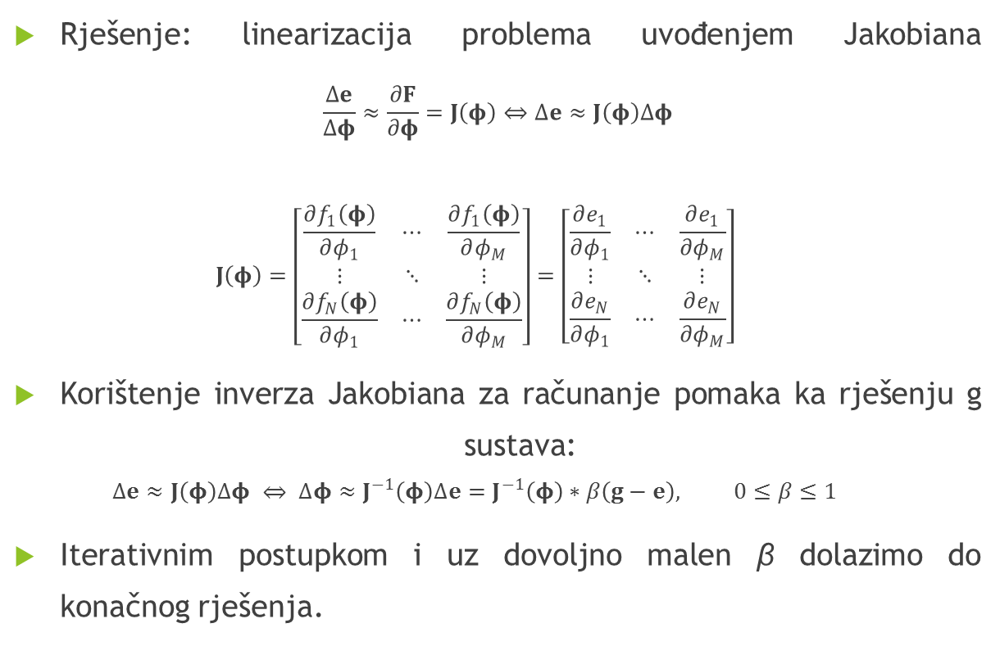 ► Rješenje: linearizacija problema uvođenjem Jakobiana
$\frac{\Delta \mathbf{e}}{\Delta \boldsymbol{\phi}} \approx \frac{\partial \mathbf{F}}{\partial \boldsymbol{\phi}} = \mathbf{J}(\boldsymbol{\phi}) \Leftrightarrow \Delta \mathbf{e} \approx \mathbf{J}(\boldsymbol{\phi}) \Delta \boldsymbol{\phi}$
$\mathbf{J}(\boldsymbol{\phi}) = \begin{bmatrix} \frac{\partial f_1(\boldsymbol{\phi})}{\partial \phi_1} & \cdots & \frac{\partial f_1(\boldsymbol{\phi})}{\partial \phi_M} \\ \vdots & \ddots & \vdots \\ \frac{\partial f_N(\boldsymbol{\phi})}{\partial \phi_1} & \cdots & \frac{\partial f_N(\boldsymbol{\phi})}{\partial \phi_M} \end{bmatrix} = \begin{bmatrix} \frac{\partial e_1}{\partial \phi_1} & \cdots & \frac{\partial e_1}{\partial \phi_M} \\ \vdots & \ddots & \vdots \\ \frac{\partial e_N}{\partial \phi_1} & \cdots & \frac{\partial e_N}{\partial \phi_M} \end{bmatrix}$
► Korištenje inverza Jakobiana za računanje pomaka ka rješenju g
sustava:
$\Delta \mathbf{e} \approx \mathbf{J}(\boldsymbol{\phi}) \Delta \boldsymbol{\phi} \Leftrightarrow \Delta \boldsymbol{\phi} \approx \mathbf{J}^{-1}(\boldsymbol{\phi}) \Delta \mathbf{e} = \mathbf{J}^{-1}(\boldsymbol{\phi}) * \beta(\mathbf{g} - \mathbf{e}), \quad 0 \leq \beta \leq 1$
► Iterativnim postupkom i uz dovoljno malen β dolazimo do
konačnog rješenja.